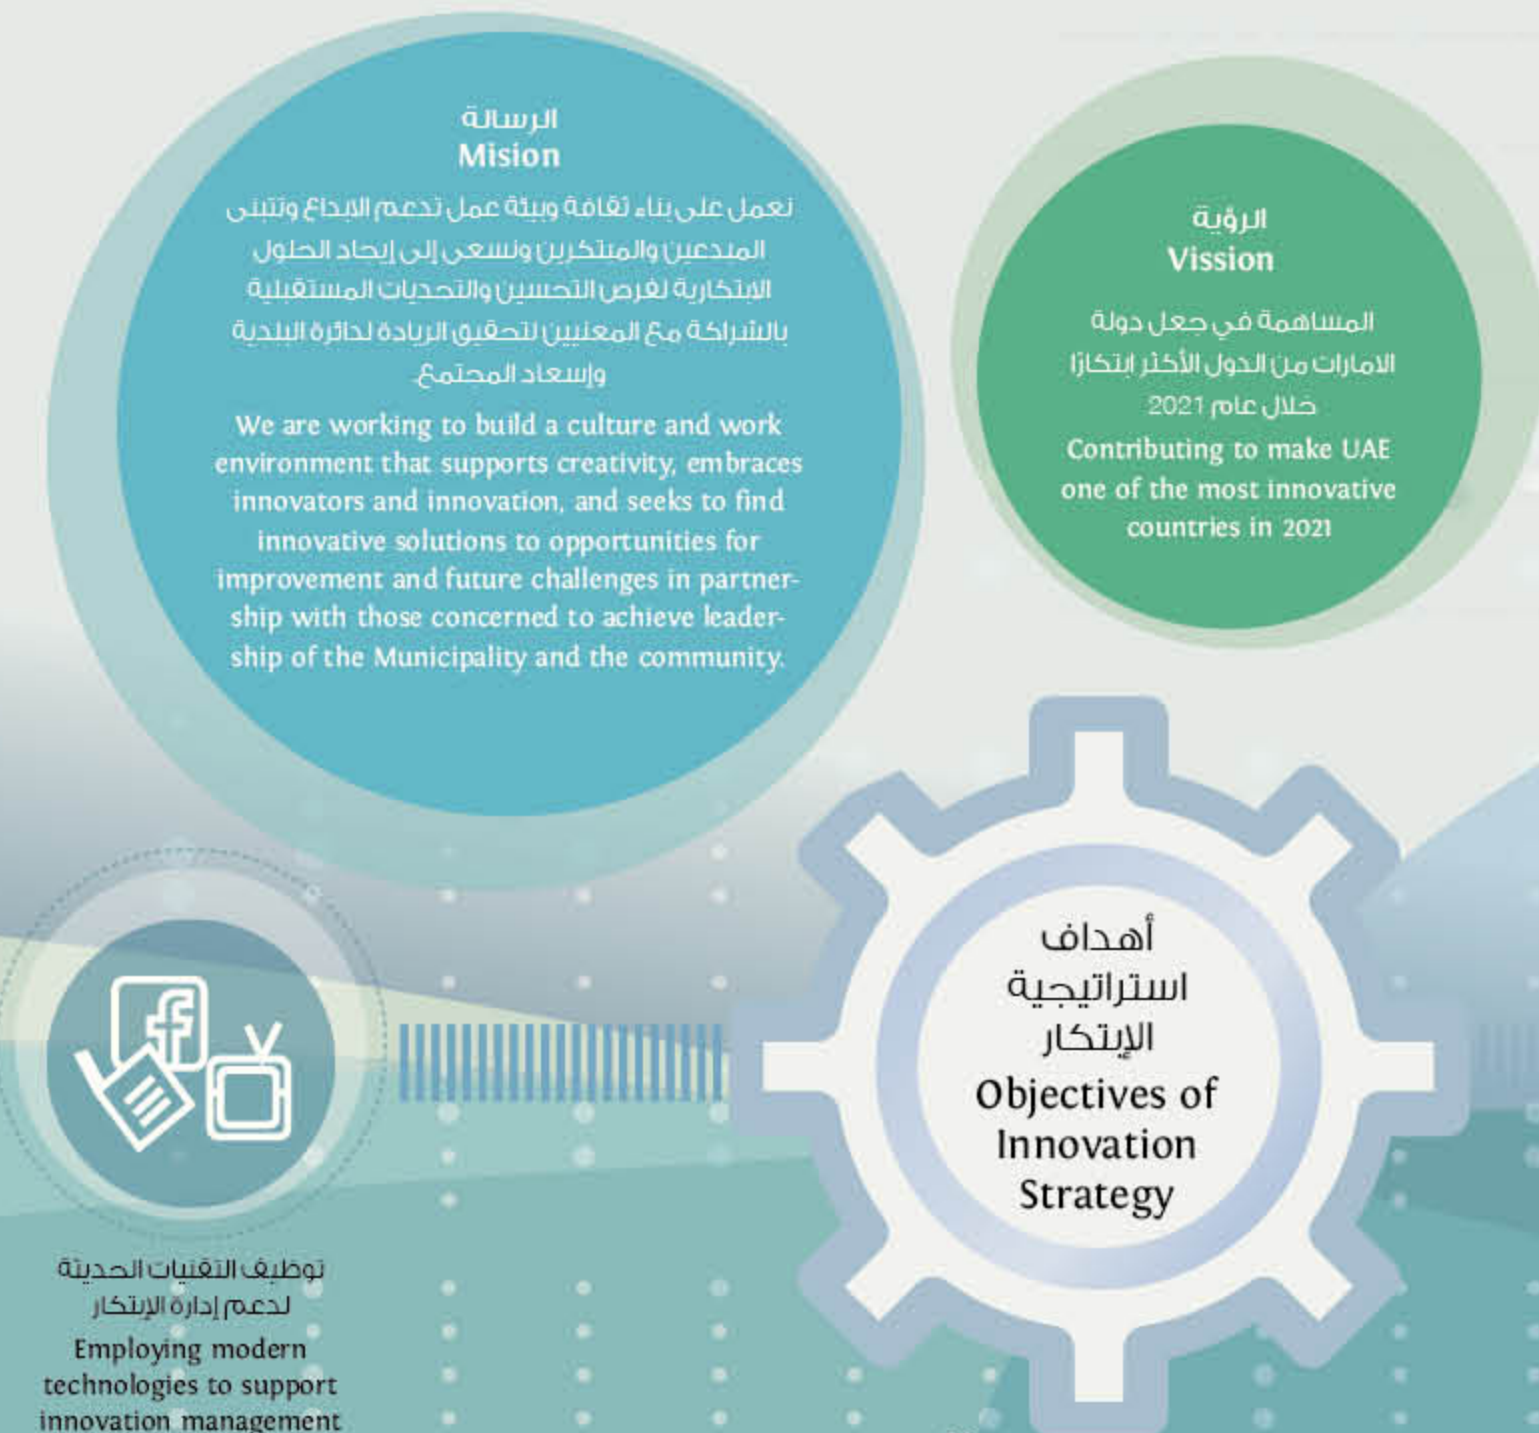 الرسالة
Mision
نعمل على بناء ثقافة وبيئة عمل تدعم الابداع وتتبنى
المبدعين والمبتكرين ونسعى إلى إيجاد الحلول
الابتكارية لفرص التحسين والتحديات المستقبلية
بالشراكة مع المعنيين لتحقيق الريادة لدائرة البلدية
وإسعاد المجتمع.
We are working to build a culture and work
environment that supports creativity, embraces
innovators and innovation, and seeks to find
innovative solutions to opportunities for
improvement and future challenges in partner-
ship with those concerned to achieve leader-
ship of the Municipality and the community.
الرؤية
Vission
المساهمة في جعل دولة
الامارات من الدول الأكثر ابتكارًا
خلال عام 2021
Contributing to make UAE
one of the most innovative
countries in 2021
أهداف
استراتيجية
الإبتكار
Objectives of
Innovation
Strategy
توظيف التقنيات الحديثة
لدعم إدارة الإبتكار
Employing modern
technologies to support
innovation management